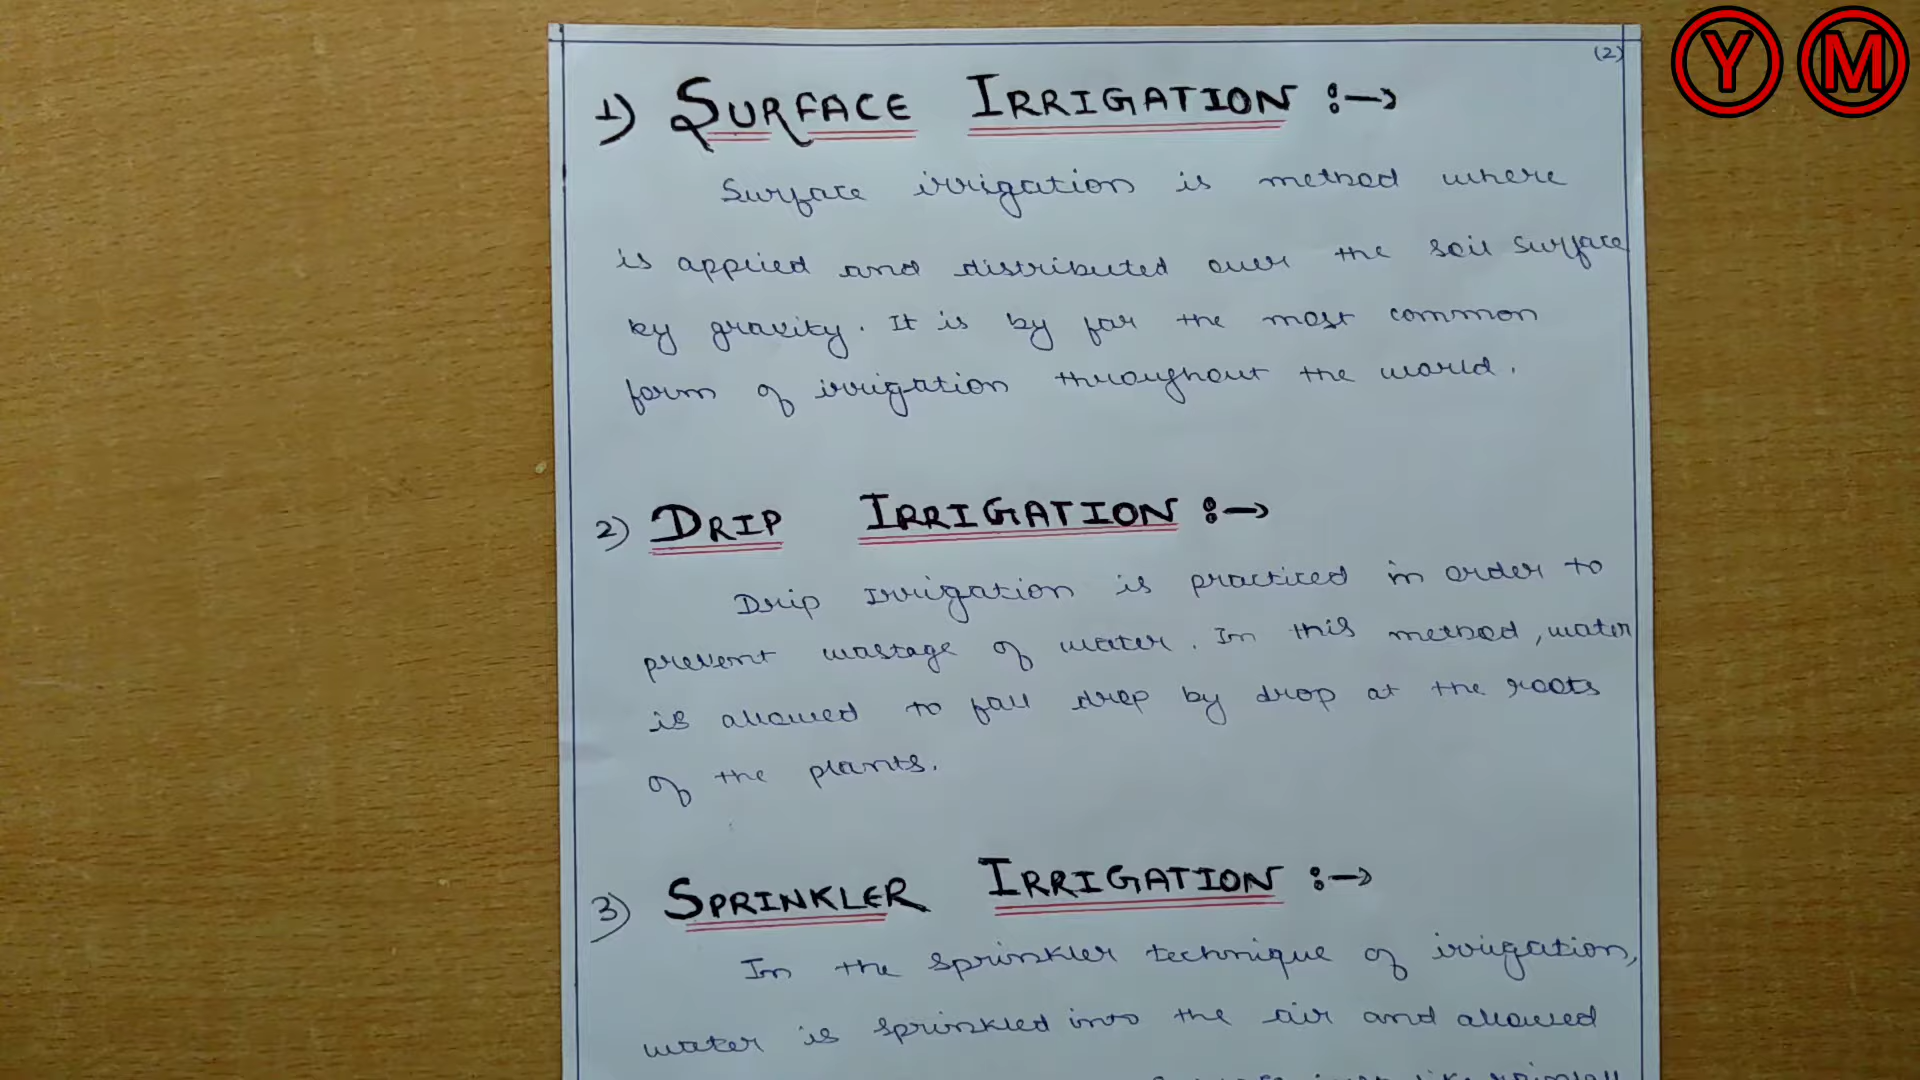 Y M
(2)
1) SURFACE IRRIGATION :→
Surface irrigation is method where
is applied and distributed over the soil surface
by gravity. It is by far the most common
form of irrigation throughout the world.
2) DRIP IRRIGATION :→
Drip Irrigation is practiced in order to
prevent wastage of water. In this method, water
is allowed to fall drop by drop at the roots
of the plants.
3) SPRINKLER IRRIGATION :→
In the sprinkler technique of irrigation,
water is sprinkled into the air and allowed
like rainfall